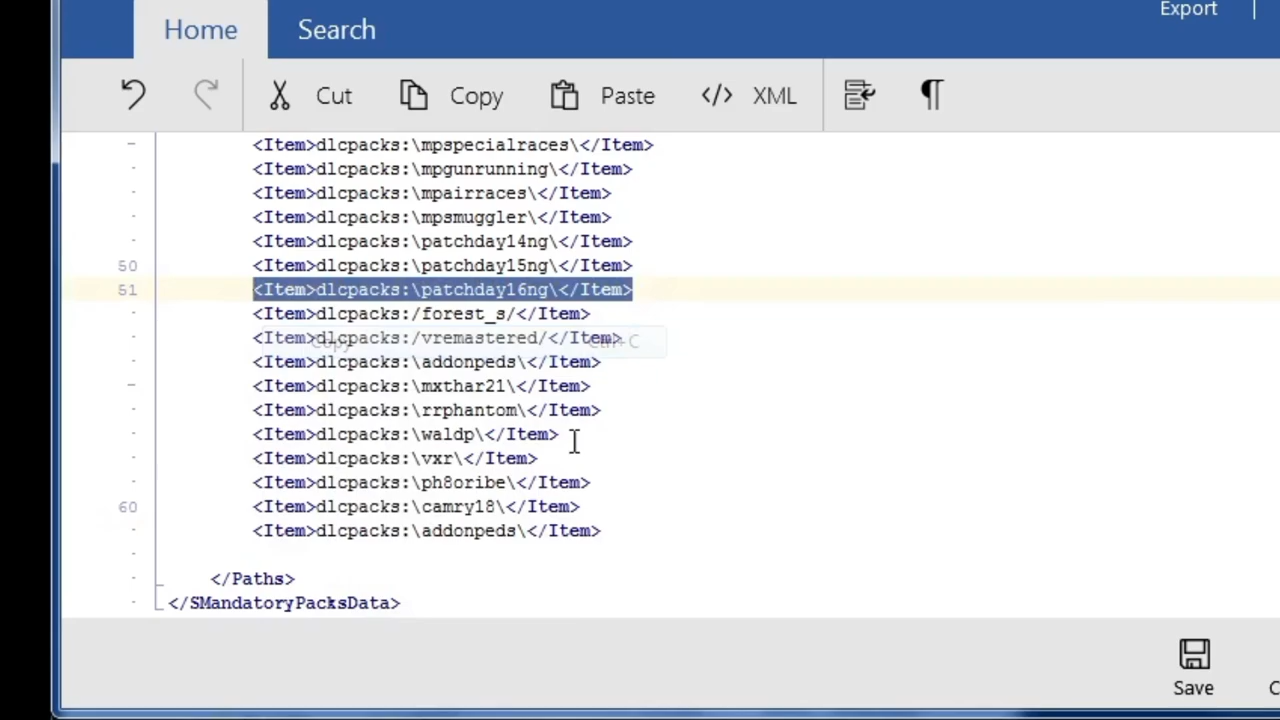 Export
Home Search
Cut Copy Paste </> XML
<Item>dlcpacks:\mpspecialraces\</Item>
<Item>dlcpacks:\mpgunrunning\</Item>
<Item>dlcpacks:\mpairraces\</Item>
<Item>dlcpacks:\mpsmuggler\</Item>
<Item>dlcpacks:\patchday14ng\</Item>
50 <Item>dlcpacks:\patchday15ng\</Item>
51 <Item>dlcpacks:\patchday16ng\</Item>
<Item>dlcpacks:/forest_s/</Item>
<Item>dlcpacks:/vremastered/</Item>
Copy Ctrl+C
<Item>dlcpacks:\addonpeds\</Item>
<Item>dlcpacks:\mxthar21\</Item>
<Item>dlcpacks:\rrphantom\</Item>
<Item>dlcpacks:\waldp\</Item>
<Item>dlcpacks:\vxr\</Item>
<Item>dlcpacks:\ph8oribe\</Item>
60 <Item>dlcpacks:\camry18\</Item>
<Item>dlcpacks:\addonpeds\</Item>
</Paths>
</SMandatoryPacksData>
Save